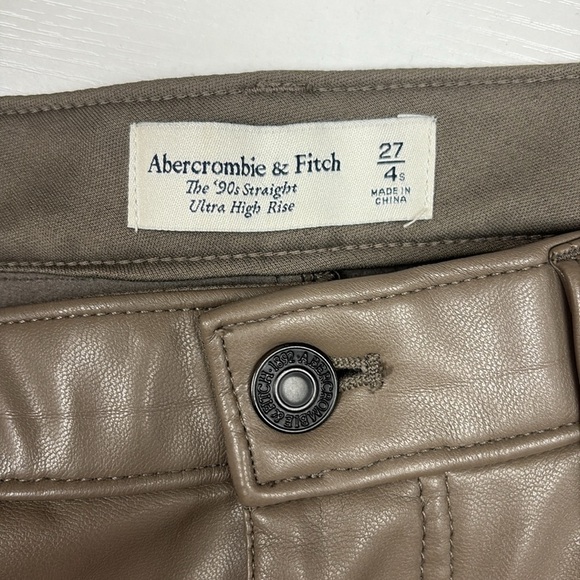 Abercrombie & Fitch
The '90s Straight
Ultra High Rise
27
4s
MADE IN
CHINA
ABERCROMBIE & FITCH · 1892 ·